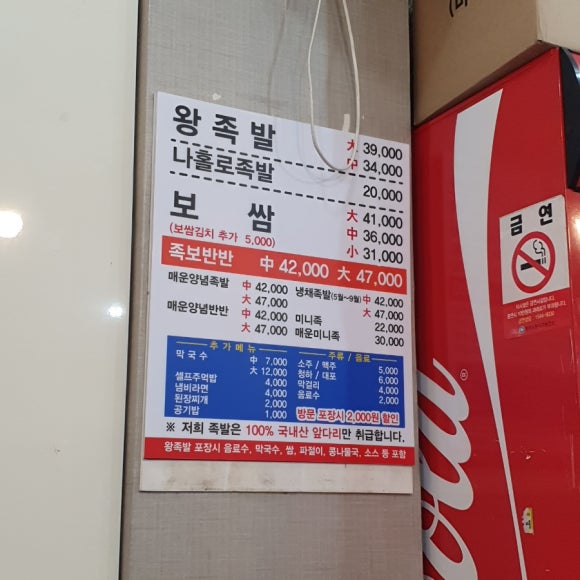 왕족발 大 39,000
中 34,000
나홀로족발 20,000
보 쌈 大 41,000
中 36,000
(보쌈김치 추가 5,000) 小 31,000
족보반반 中 42,000 大 47,000
매운양념족발 中 42,000
大 47,000
매운양념반반 中 42,000
大 47,000
냉채족발(5월~9월) 中 42,000
大 47,000
미니족 22,000
매운미니족 30,000
추가메뉴
막국수 中 7,000
大 12,000
셀프주먹밥 4,000
냄비라면 4,000
된장찌개 2,000
공기밥 1,000
주류 / 음료
소주 / 맥주 5,000
청하 / 대포 6,000
막걸리 4,000
음료수 2,000
방문 포장시 2,000원 할인
※ 저희 족발은 100% 국내산 앞다리만 취급합니다.
왕족발 포장시 음료수, 막국수, 쌈, 파절이, 콩나물국, 소스 등 포함
금연